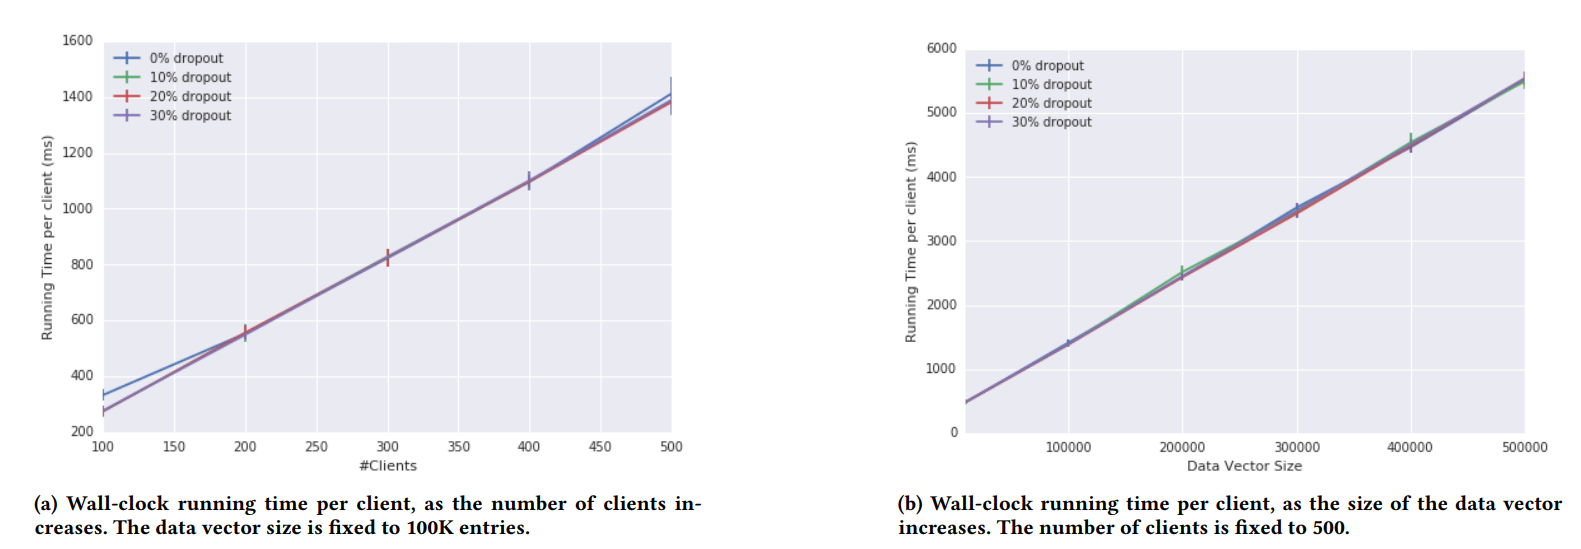 1600
1400
1200
1000
800
600
400
200
Running Time per client (ms)
0% dropout
10% dropout
20% dropout
30% dropout
100 150 200 250 300 350 400 450 500
#Clients
(a) Wall-clock running time per client, as the number of clients in-
creases. The data vector size is fixed to 100K entries.
6000
5000
4000
3000
2000
1000
0
Running Time per client (ms)
0% dropout
10% dropout
20% dropout
30% dropout
100000 200000 300000 400000 500000
Data Vector Size
(b) Wall-clock running time per client, as the size of the data vector
increases. The number of clients is fixed to 500.